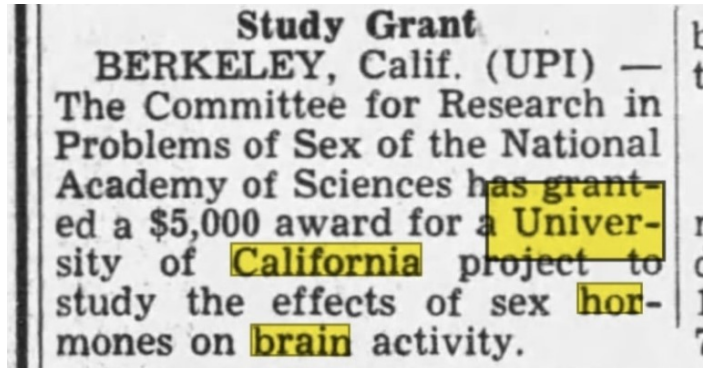 Study Grant
BERKELEY, Calif. (UPI) —
The Committee for Research in
Problems of Sex of the National
Academy of Sciences has grant-
ed a $5,000 award for a Univer-
sity of California project to
study the effects of sex hor-
mones on brain activity.